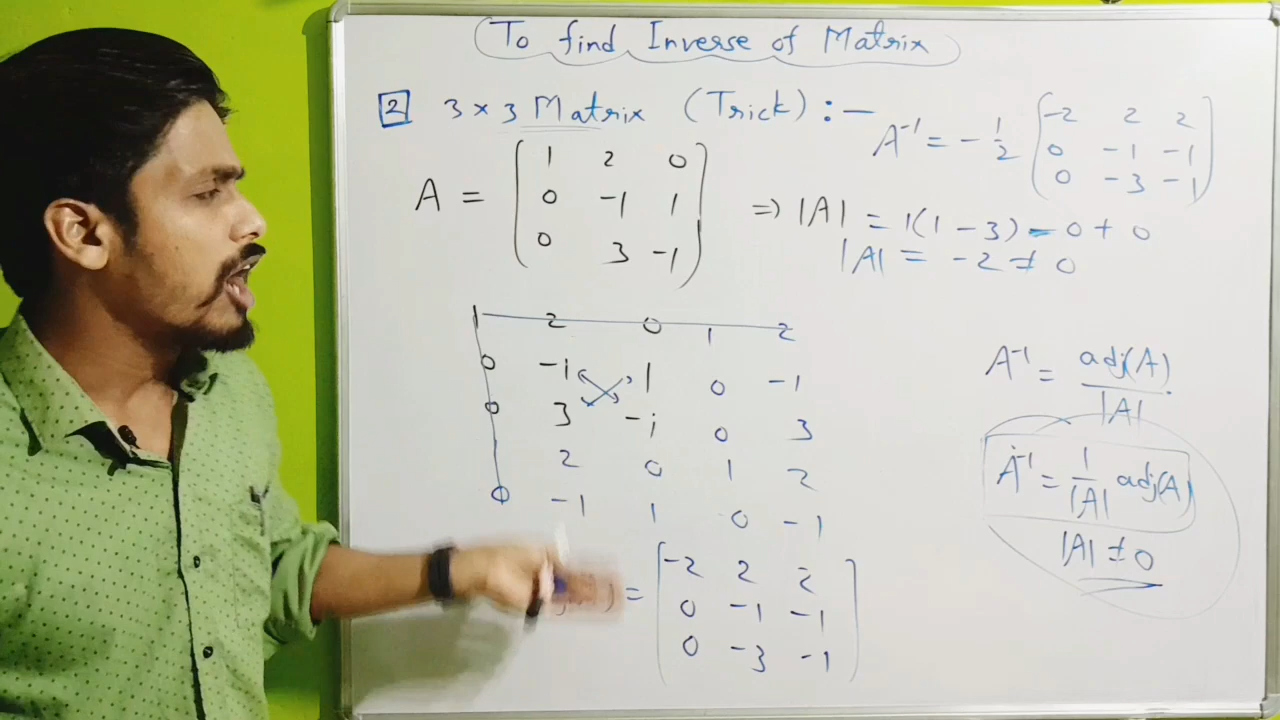 To find Inverse of Matrix
2 3 × 3 Matrix (Trick) :-
A = ( 1 2 0
0 -1 1
0 3 -1 )
A⁻¹ = - 1/2 ( -2 2 2
0 -1 -1
0 -3 -1 )
⇒ |A| = 1(1 - 3) - 0 + 0
|A| = -2 ≠ 0
1 2 0 1 2
0 -1 1 0 -1
0 3 -1 0 3
2 0 1 2
0 -1 1 0 -1
= [ -2 2 2
0 -1 -1
0 -3 -1 ]
A⁻¹ = adj(A) / |A|
A⁻¹ = 1/|A| adj(A)
|A| ≠ 0